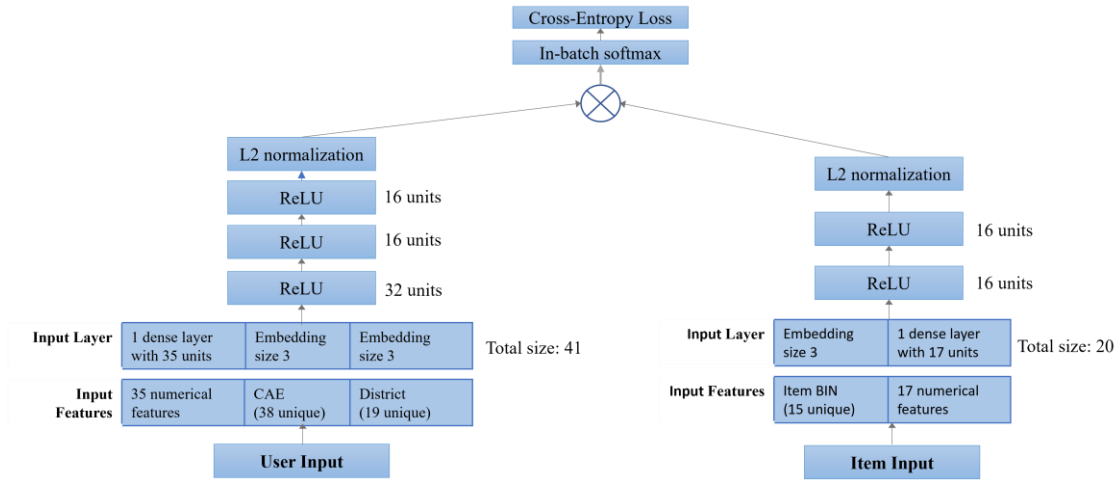 Cross-Entropy Loss
In-batch softmax
L2 normalization
ReLU
16 units
ReLU
16 units
ReLU
32 units
Input Layer
1 dense layer
with 35 units
Embedding
size 3
Embedding
size 3
Total size: 41
Input
Features
35 numerical
features
CAE
(38 unique)
District
(19 unique)
User Input
L2 normalization
ReLU
16 units
ReLU
16 units
Input Layer
Embedding
size 3
1 dense layer
with 17 units
Total size: 20
Input Features
Item BIN
(15 unique)
17 numerical
features
Item Input